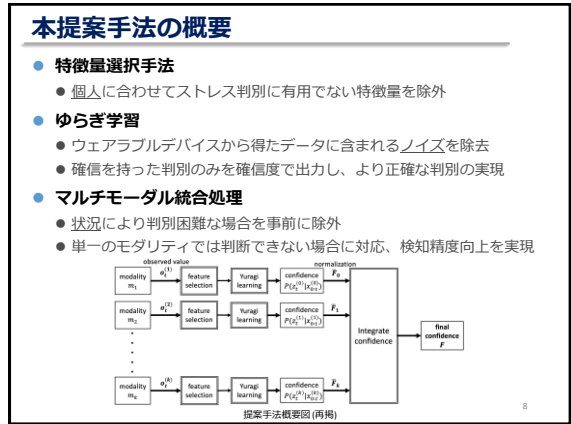 本提案手法の概要
特徴量選択手法
個人に合わせてストレス判別に有用でない特徴量を除外
ゆらぎ学習
ウェアラブルデバイスから得たデータに含まれるノイズを除去
確信を持った判別のみを確信度で出力し、より正確な判別の実現
マルチモーダル統合処理
状況により判別困難な場合を事前に除外
単一のモダリティでは判断できない場合に対応、検知精度向上を実現
observed value
normalization
modality
m₁
feature
selection
Yuragi
learning
confidence
modality
m₂
feature
selection
Yuragi
learning
confidence
Integrate
confidence
final
confidence
F
modality
feature
selection
Yuragi
learning
confidence
提案手法概要図(再掲)
8